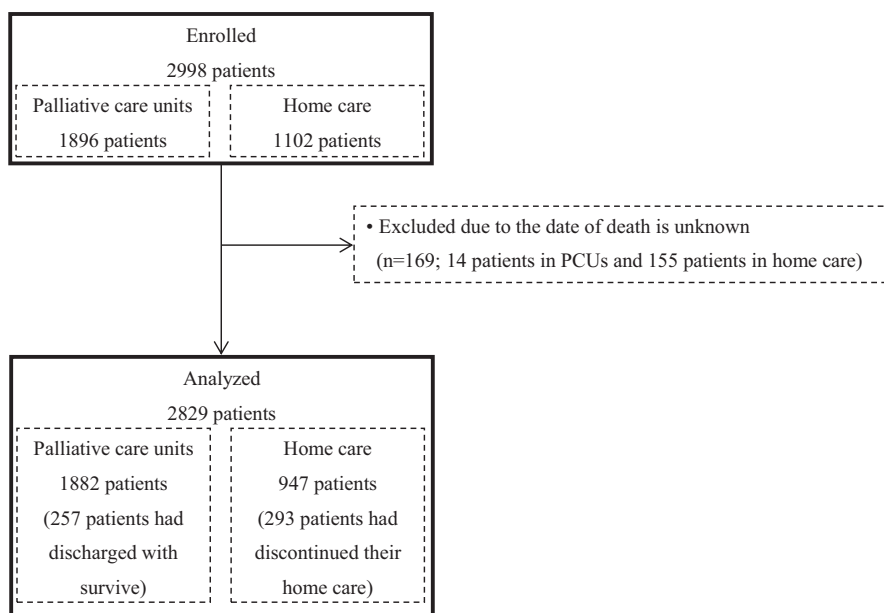 Enrolled
2998 patients
Palliative care units
1896 patients
Home care
1102 patients
• Excluded due to the date of death is unknown
(n=169; 14 patients in PCUs and 155 patients in home care)
Analyzed
2829 patients
Palliative care units
1882 patients
(257 patients had
discharged with
survive)
Home care
947 patients
(293 patients had
discontinued their
home care)